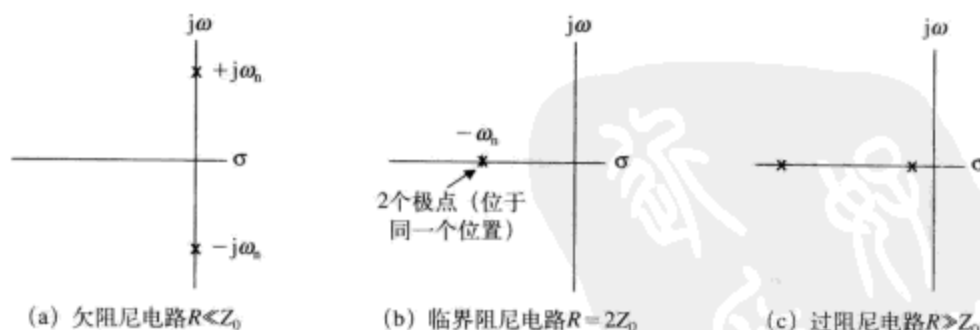 jω
+jωₙ
σ
−jωₙ
(a) 欠阻尼电路R≪Z₀
jω
−ωₙ
σ
2个极点（位于
同一个位置）
(b) 临界阻尼电路R=2Z₀
jω
σ
(c) 过阻尼电路R≫Z